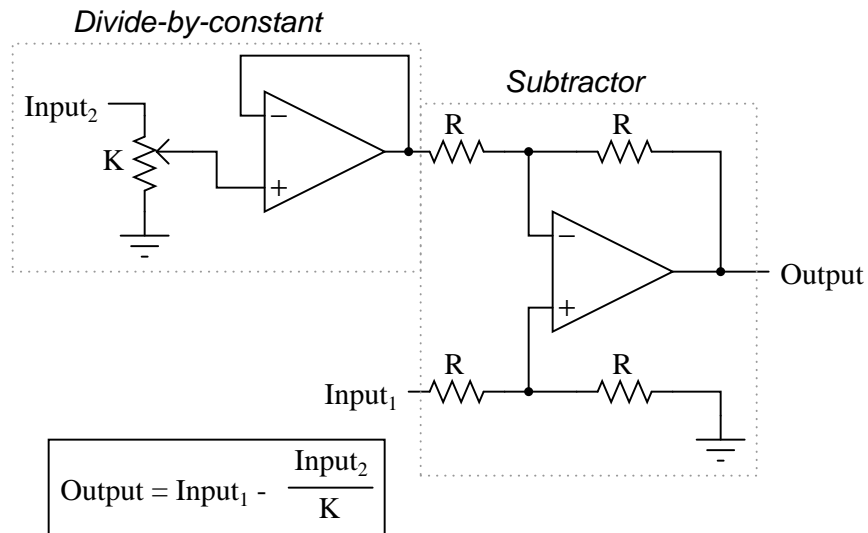 Divide-by-constant
Subtractor
Input₂
K
−
+
R
R
−
+
Output
R
R
Input₁
Output = Input₁ - Input₂
K